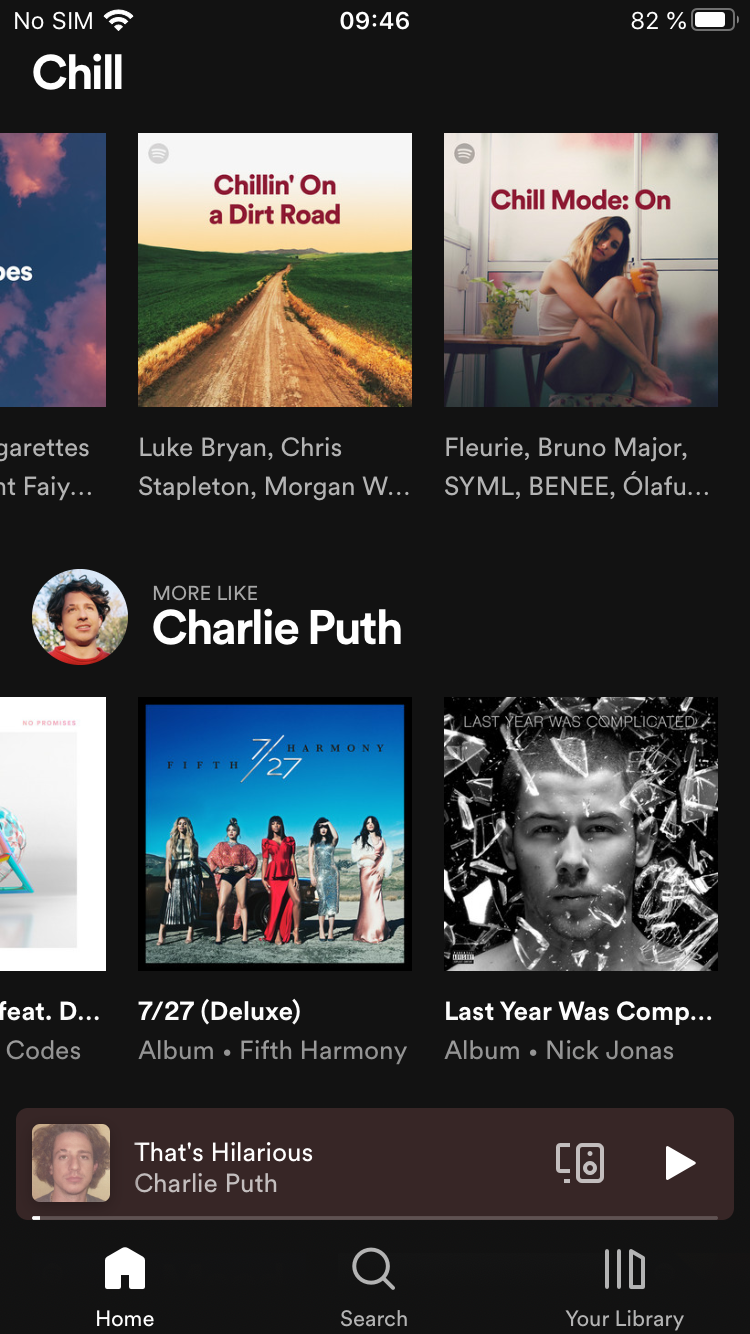 No SIM 09:46 82 %
Chill
oes
Chillin' On
a Dirt Road
Chill Mode: On
garettes
nt Faiy...
Luke Bryan, Chris
Stapleton, Morgan W...
Fleurie, Bruno Major,
SYML, BENEE, Ólafu...
MORE LIKE
Charlie Puth
NO PROMISES
FIFTH 7/27 HARMONY
LAST YEAR WAS COMPLICATED
feat. D...
Codes
7/27 (Deluxe)
Album • Fifth Harmony
Last Year Was Comp...
Album • Nick Jonas
That's Hilarious
Charlie Puth
Home
Search
Your Library